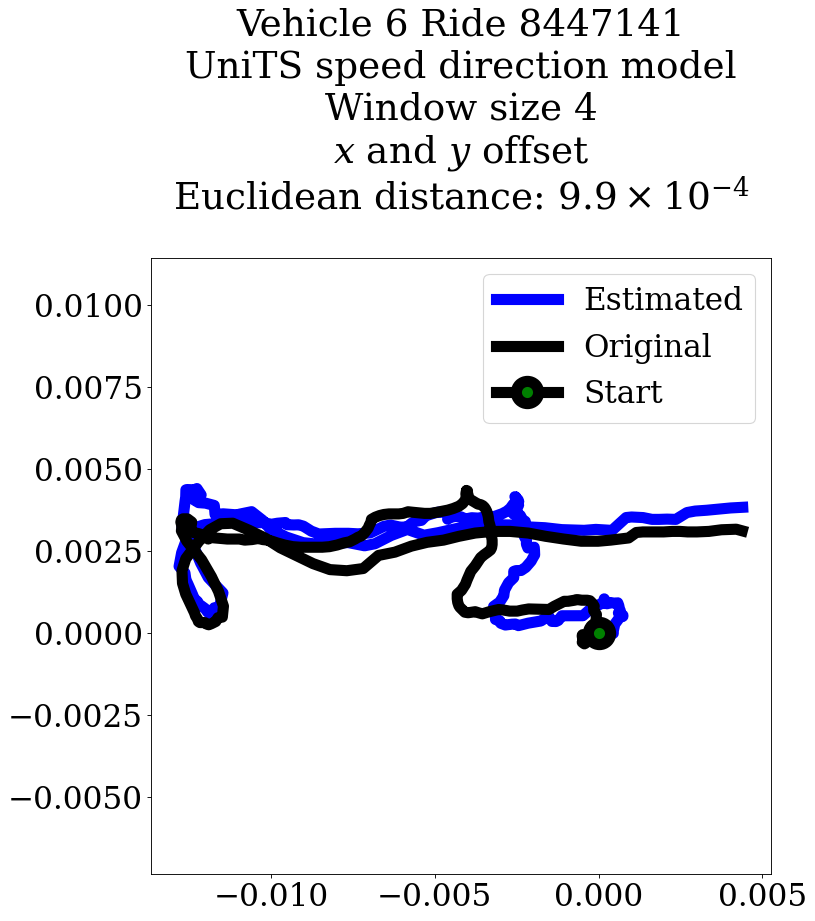 Vehicle 6 Ride 8447141
UniTS speed direction model
Window size 4
x and y offset
Euclidean distance: 9.9 × 10⁻⁴
Estimated
Original
Start
0.0100
0.0075
0.0050
0.0025
0.0000
−0.0025
−0.0050
−0.010
−0.005
0.000
0.005